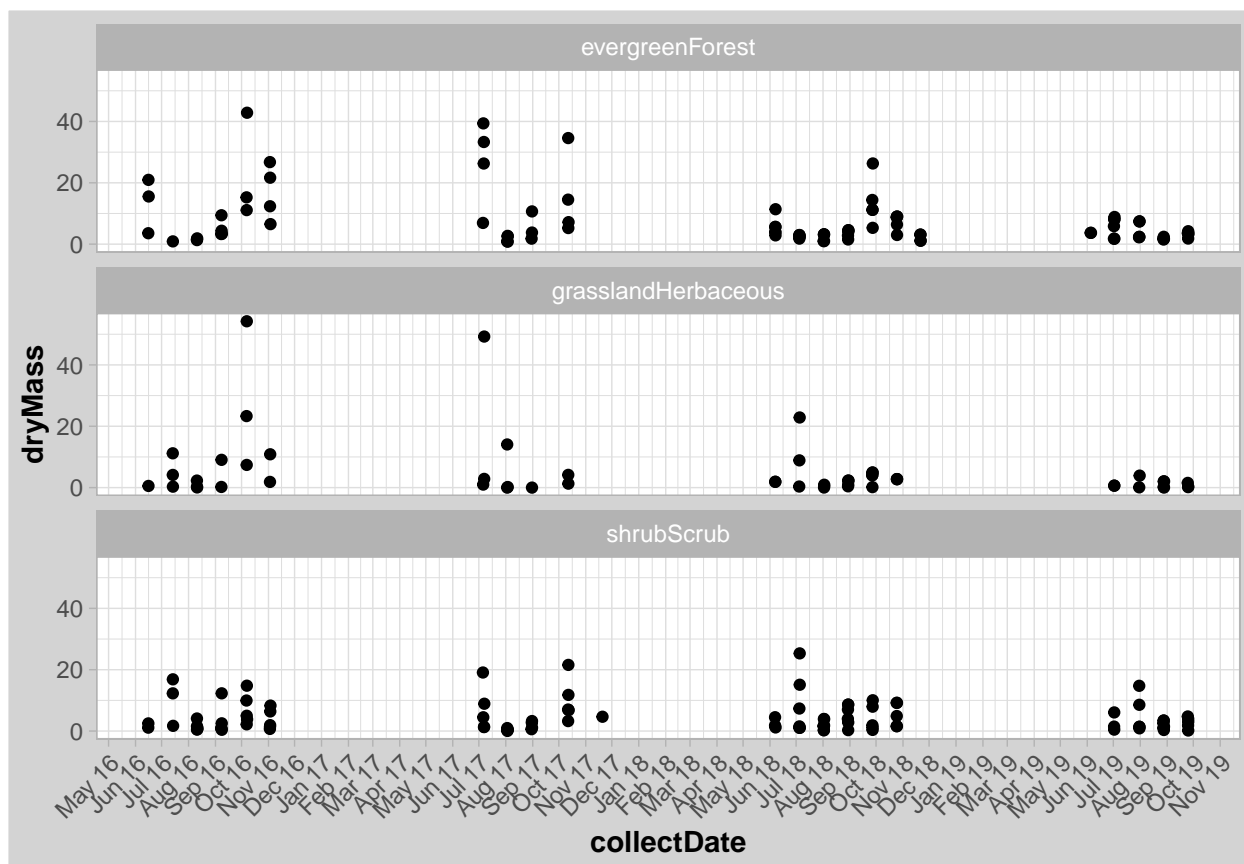 evergreenForest
40
20
0
grasslandHerbaceous
40
20
0
shrubScrub
40
20
0
dryMass
May 16
Jun 16
Jul 16
Aug 16
Sep 16
Oct 16
Nov 16
Dec 16
Jan 17
Feb 17
Mar 17
Apr 17
May 17
Jun 17
Jul 17
Aug 17
Sep 17
Oct 17
Nov 17
Dec 17
Jan 18
Feb 18
Mar 18
Apr 18
May 18
Jun 18
Jul 18
Aug 18
Sep 18
Oct 18
Nov 18
Dec 18
Jan 19
Feb 19
Mar 19
Apr 19
May 19
Jun 19
Jul 19
Aug 19
Sep 19
Oct 19
Nov 19
collectDate